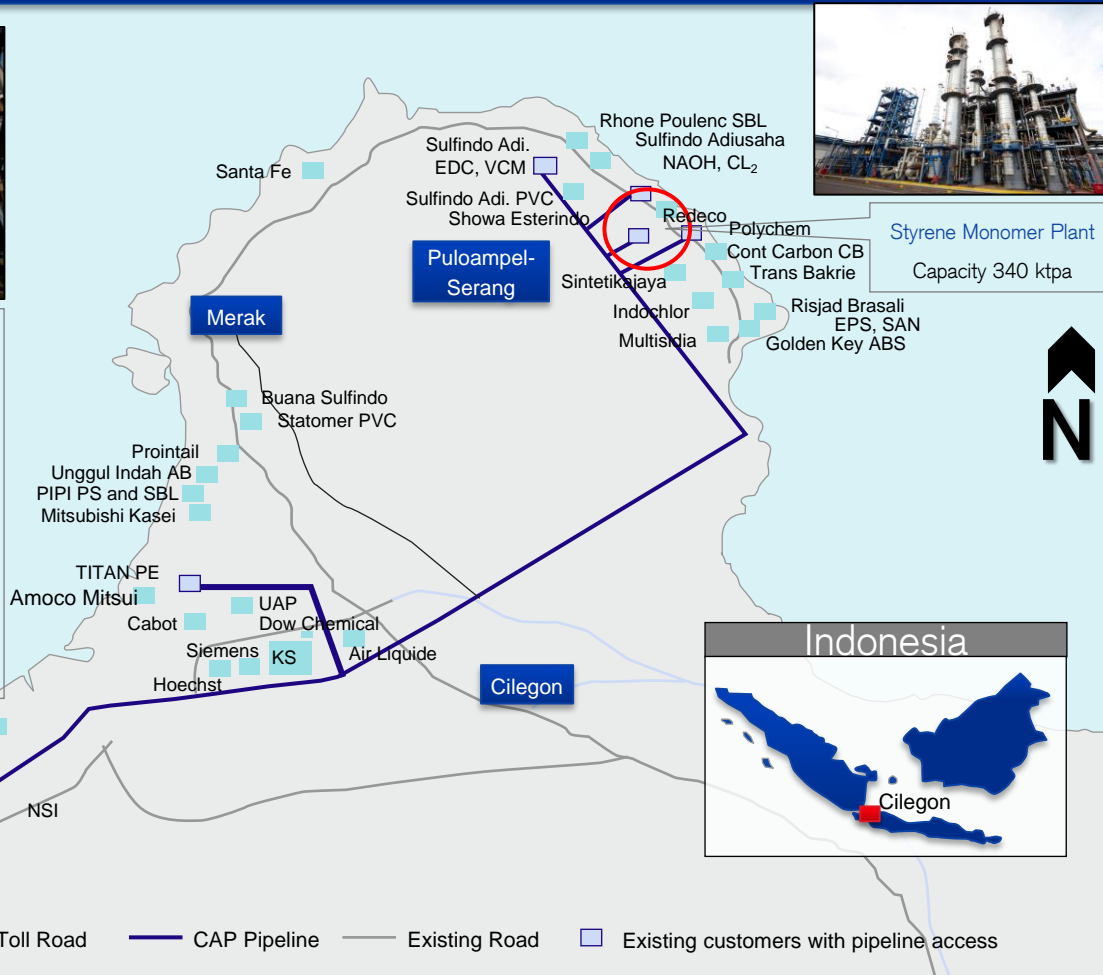 Rhone Poulenc SBL
Sulfindo Adiusaha
NAOH, CL₂
Sulfindo Adi.
EDC, VCM
Santa Fe
Sulfindo Adi. PVC
Showa Esterindo
Redeco
Polychem
Cont Carbon CB
Trans Bakrie
Styrene Monomer Plant
Capacity 340 ktpa
Puloampel-
Serang
Sintetikajaya
Indochlor
Multisidia
Risjad Brasali
EPS, SAN
Golden Key ABS
Merak
N
Buana Sulfindo
Statomer PVC
Prointail
Unggul Indah AB
PIPI PS and SBL
Mitsubishi Kasei
TITAN PE
Amoco Mitsui
UAP
Cabot
Dow Chemical
Siemens
KS
Air Liquide
Hoechst
Cilegon
Indonesia
Cilegon
NSI
Toll Road
CAP Pipeline
Existing Road
Existing customers with pipeline access